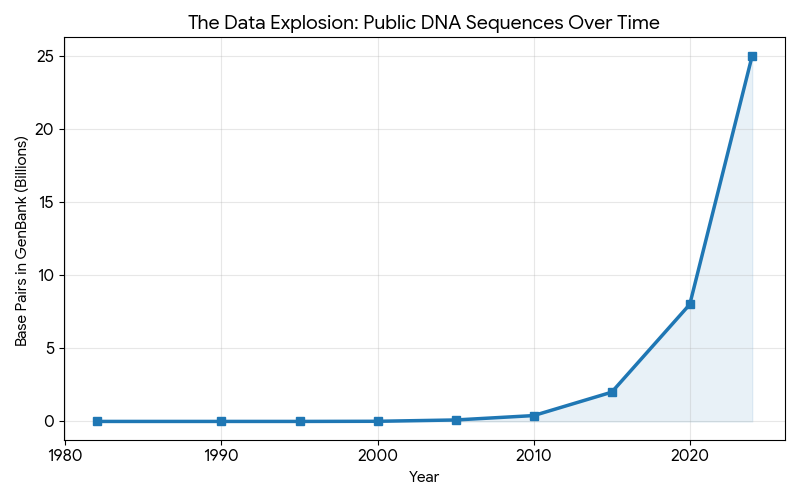 The Data Explosion: Public DNA Sequences Over Time
Base Pairs in GenBank (Billions)
25
20
15
10
5
0
1980 1990 2000 2010 2020
Year